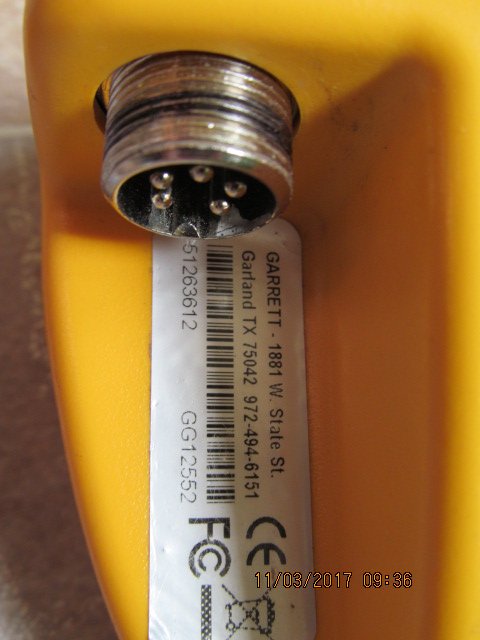 GARRETT - 1881 W. State St.
Garland TX 75042 972-494-6151
51263612 GG12552
CE FC
11/03/2017 09:36